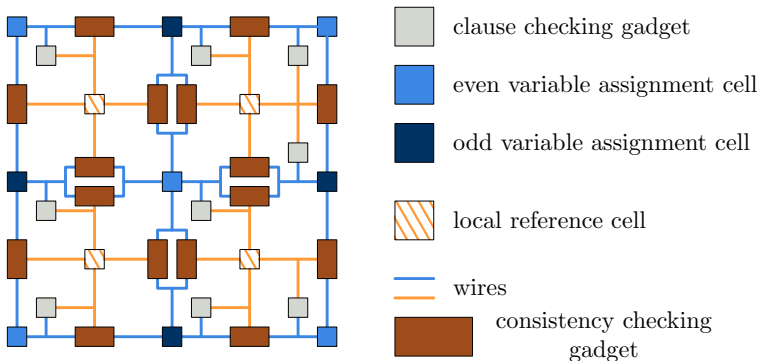 clause checking gadget
even variable assignment cell
odd variable assignment cell
local reference cell
wires
consistency checking
gadget